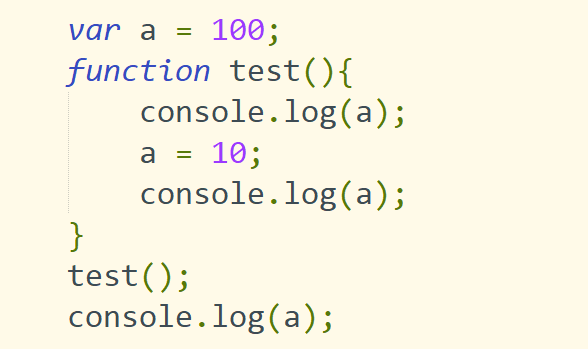 var a = 100;
function test(){
    console.log(a);
    a = 10;
    console.log(a);
}
test();
console.log(a);